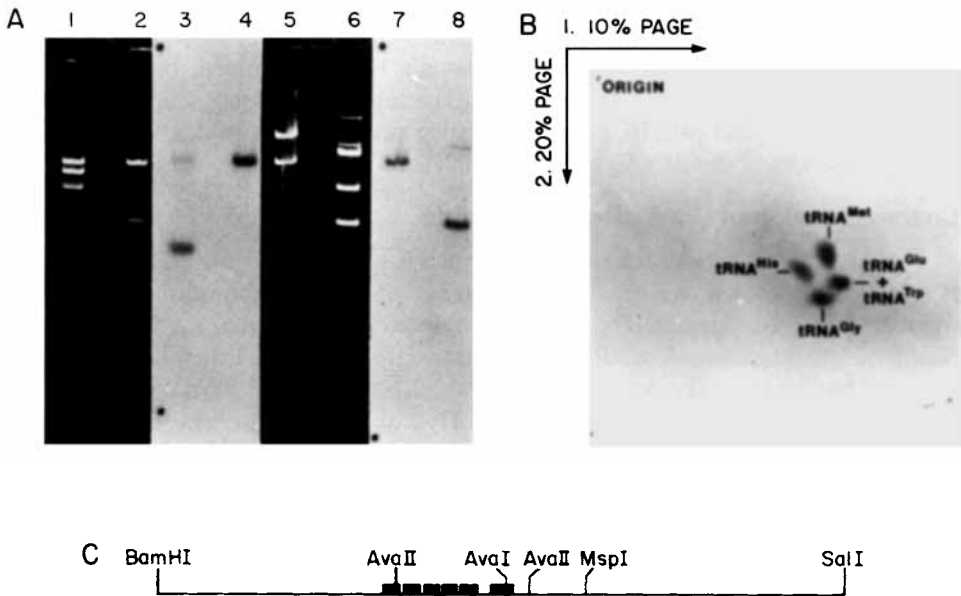 A 1 2 3 4 5 6 7 8
B 1. 10% PAGE
2. 20% PAGE
ORIGIN
tRNA^Met
tRNA^His
tRNA^Glu
+
tRNA^Trp
tRNA^Gly
C BamHI AvaII AvaI AvaII MspI SalI